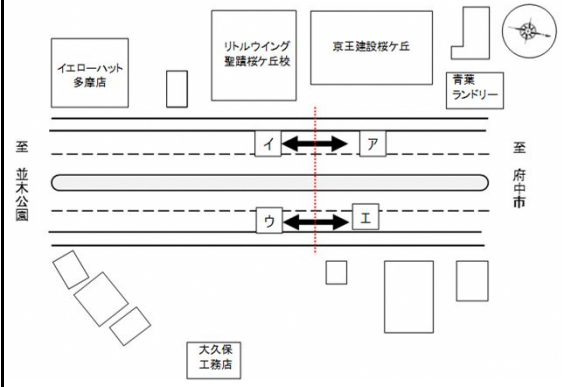 イエローハット
多摩店
リトルウイング
聖蹟桜ケ丘校
京王建設桜ケ丘
青葉
ランドリー
至 並木公園
イ
ア
至 府中市
ウ
エ
大久保
工務店